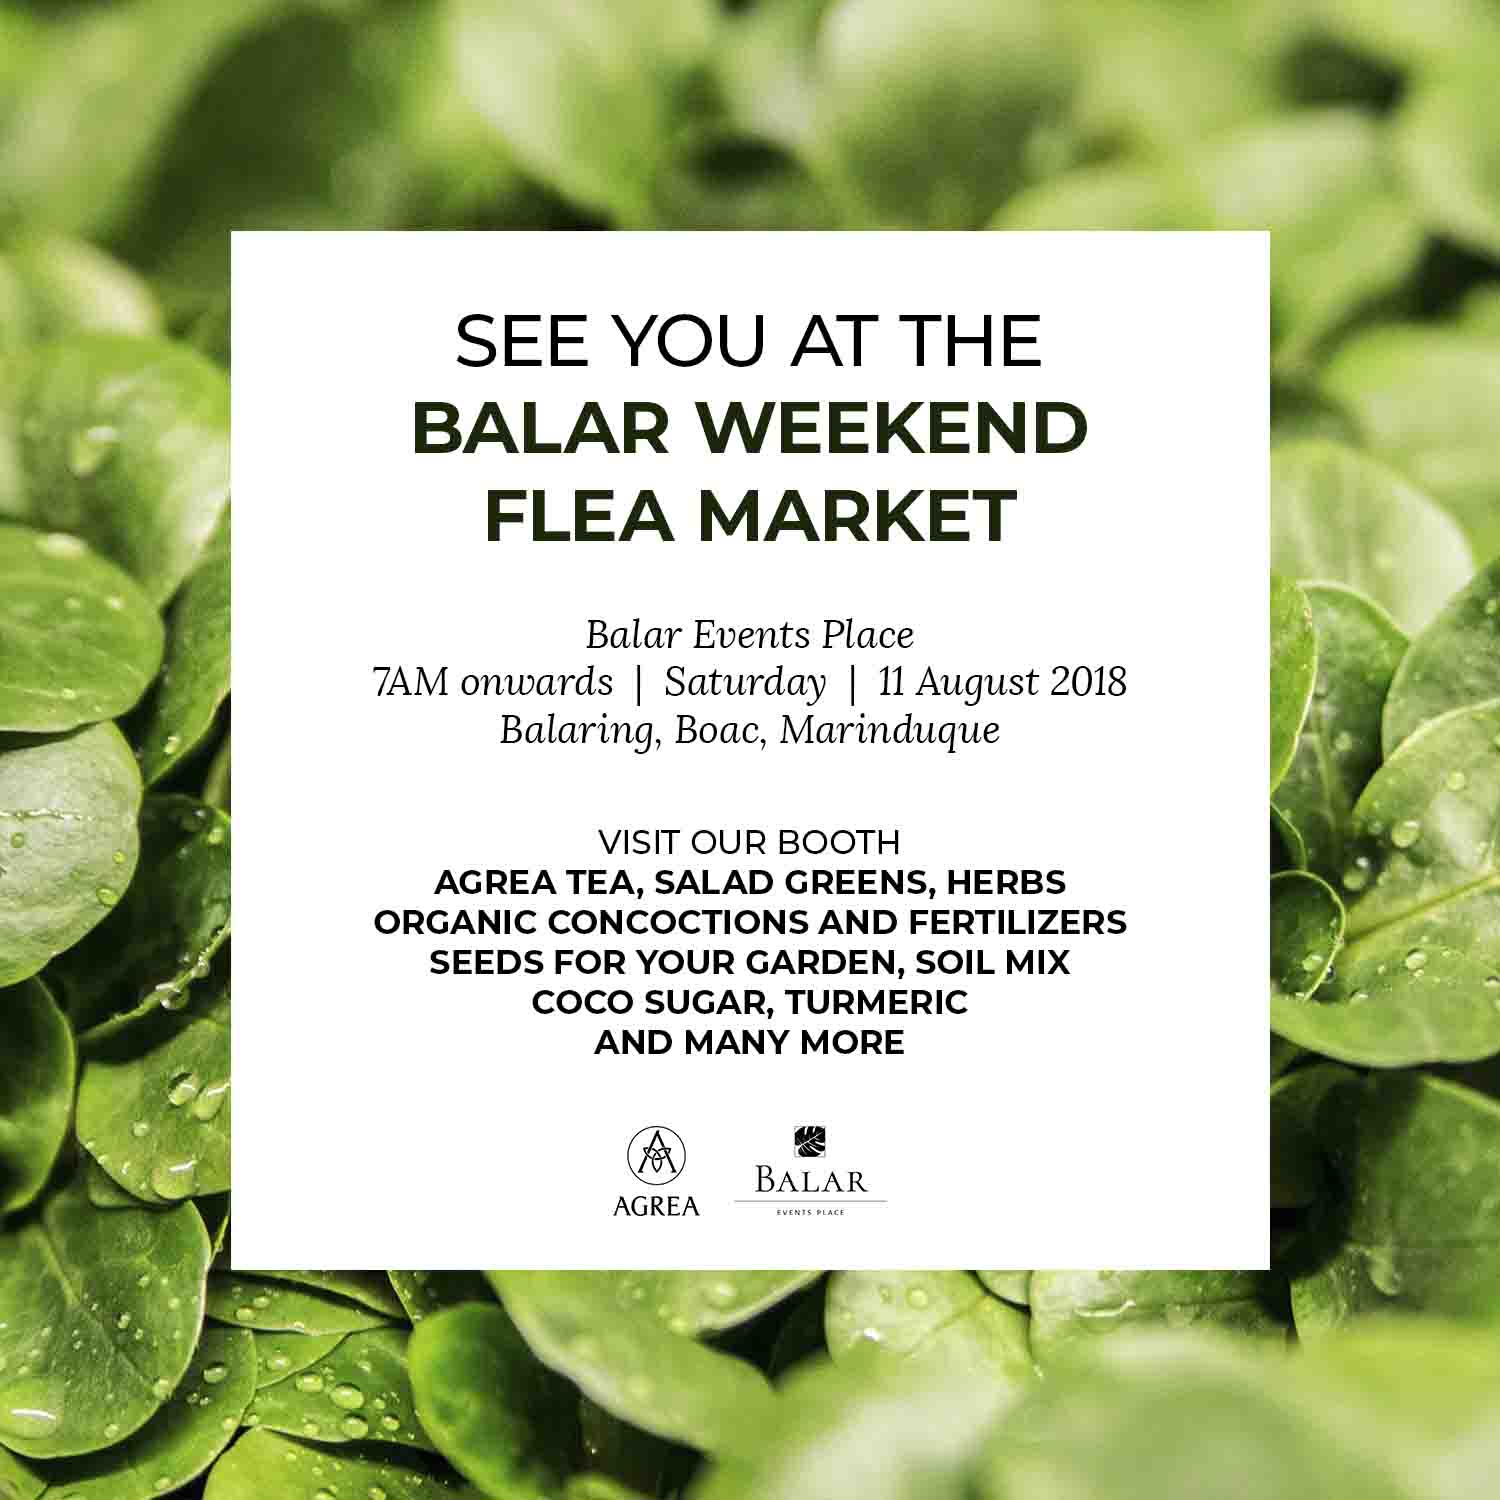 SEE YOU AT THE
BALAR WEEKEND
FLEA MARKET
Balar Events Place
7AM onwards | Saturday | 11 August 2018
Balaring, Boac, Marinduque
VISIT OUR BOOTH
AGREA TEA, SALAD GREENS, HERBS
ORGANIC CONCOCTIONS AND FERTILIZERS
SEEDS FOR YOUR GARDEN, SOIL MIX
COCO SUGAR, TURMERIC
AND MANY MORE
AGREA
BALAR
EVENTS PLACE